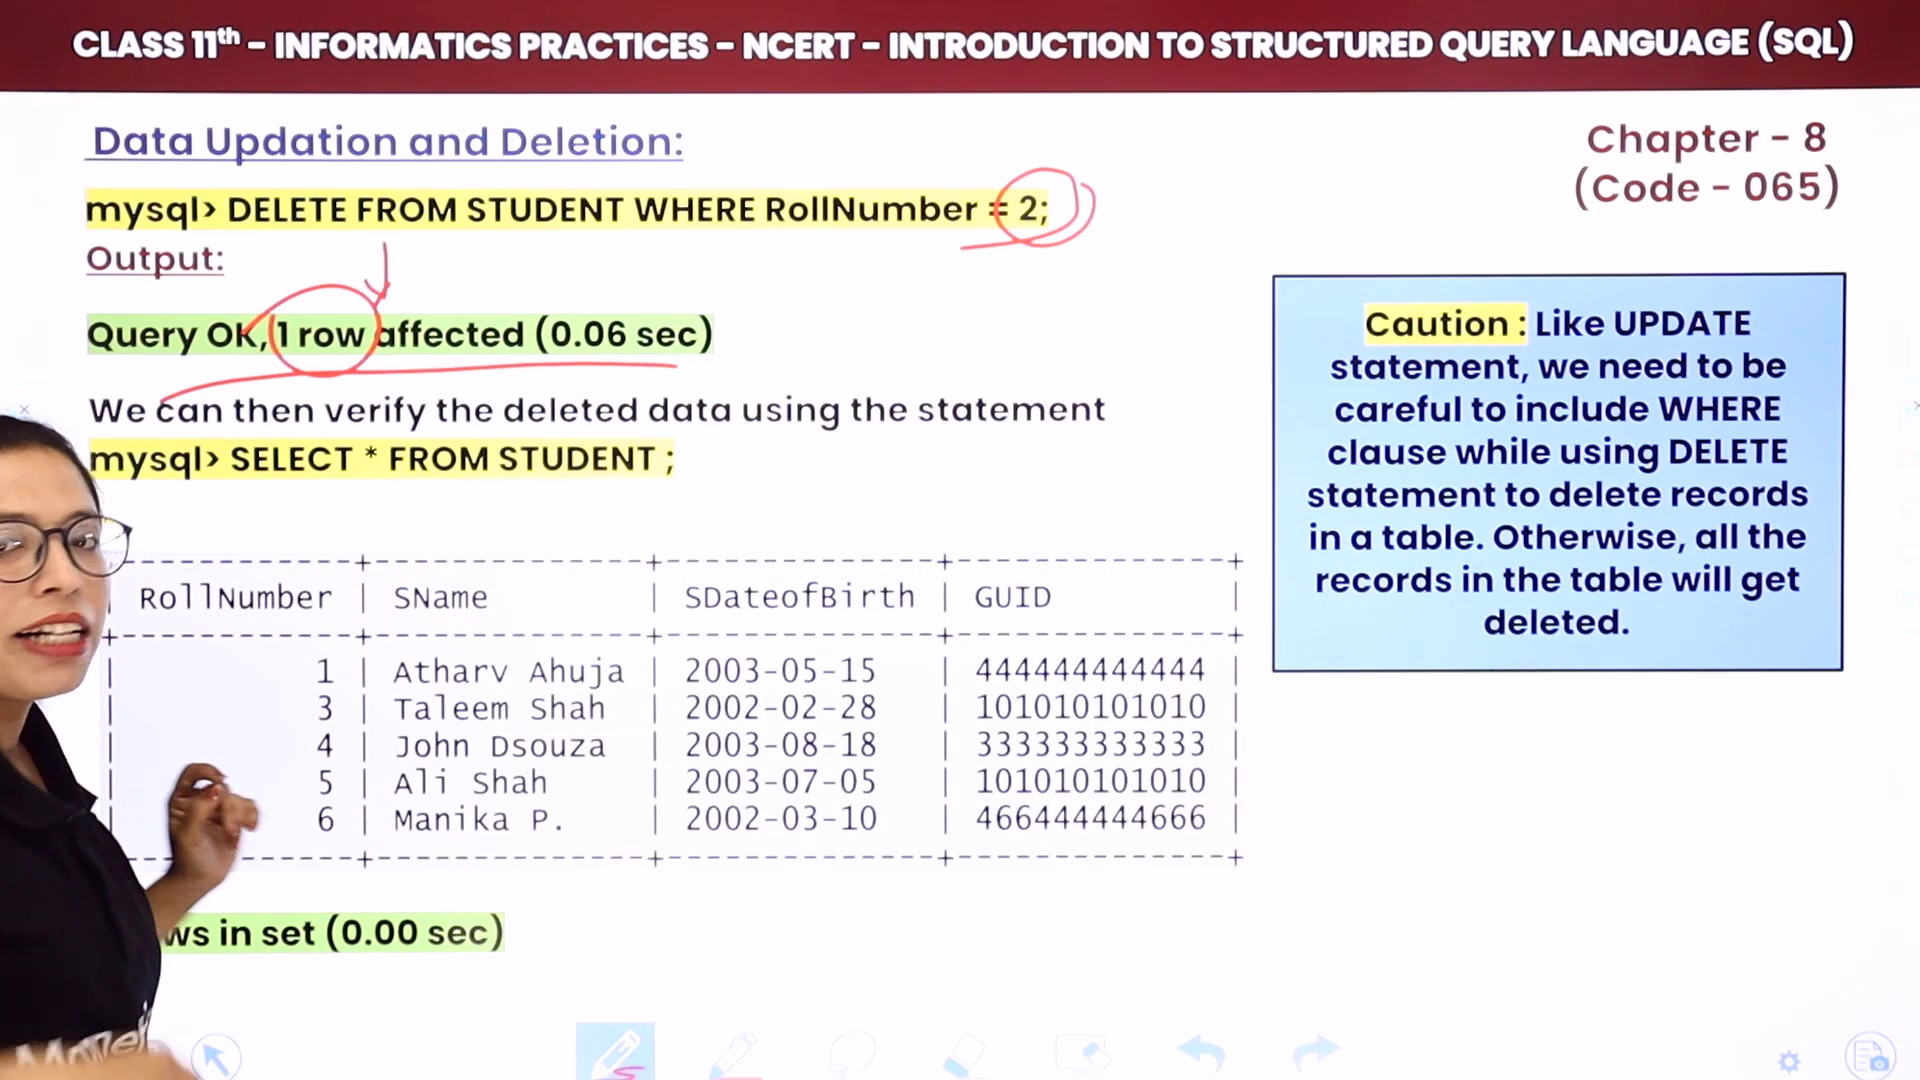 CLASS 11th - INFORMATICS PRACTICES - NCERT - INTRODUCTION TO STRUCTURED QUERY LANGUAGE (SQL)
Data Updation and Deletion:
Chapter - 8
(Code - 065)
mysql> DELETE FROM STUDENT WHERE RollNumber = 2;
Output:
Query Ok, 1 row affected (0.06 sec)
We can then verify the deleted data using the statement
mysql> SELECT * FROM STUDENT ;
Caution : Like UPDATE
statement, we need to be
careful to include WHERE
clause while using DELETE
statement to delete records
in a table. Otherwise, all the
records in the table will get
deleted.
RollNumber | SName | SDateofBirth | GUID |
1 | Atharv Ahuja | 2003-05-15 | 444444444444 |
3 | Taleem Shah | 2002-02-28 | 101010101010 |
4 | John Dsouza | 2003-08-18 | 333333333333 |
5 | Ali Shah | 2003-07-05 | 101010101010 |
6 | Manika P. | 2002-03-10 | 466444444666 |
ws in set (0.00 sec)